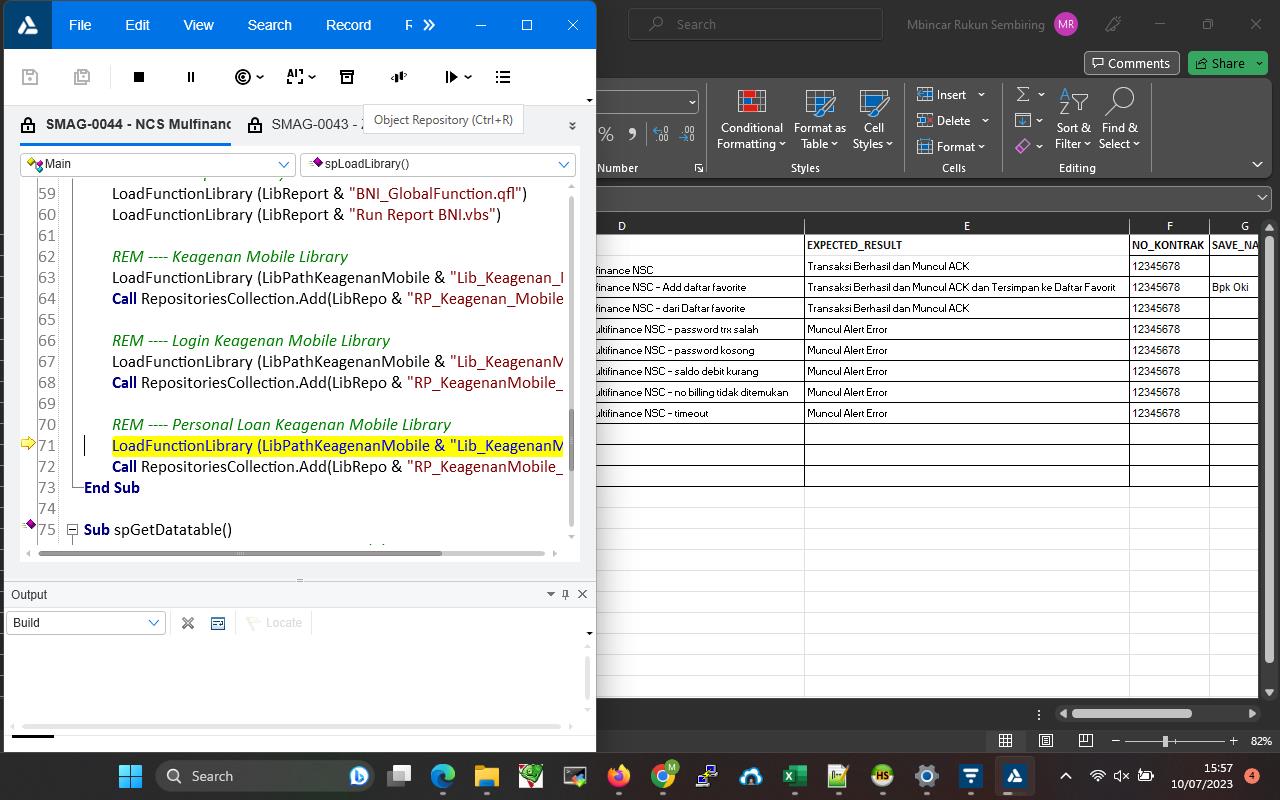 File Edit View Search Record
Search
Mbincar Rukun Sembiring MR
Comments Share
Object Repository (Ctrl+R)
SMAG-0044 - NCS Mulfinanc SMAG-0043 -
Main spLoadLibrary()
59 LoadFunctionLibrary (LibReport & "BNI_GlobalFunction.qfl")
60 LoadFunctionLibrary (LibReport & "Run Report BNI.vbs")
61
62 REM ---- Keagenan Mobile Library
63 LoadFunctionLibrary (LibPathKeagenanMobile & "Lib_Keagenan_
64 Call RepositoriesCollection.Add(LibRepo & "RP_Keagenan_Mobile
65
66 REM ---- Login Keagenan Mobile Library
67 LoadFunctionLibrary (LibPathKeagenanMobile & "Lib_KeagenanM
68 Call RepositoriesCollection.Add(LibRepo & "RP_KeagenanMobile_
69
70 REM ---- Personal Loan Keagenan Mobile Library
71 LoadFunctionLibrary (LibPathKeagenanMobile & "Lib_KeagenanM
72 Call RepositoriesCollection.Add(LibRepo & "RP_KeagenanMobile_
73 End Sub
74
75 Sub spGetDatatable()
Output
Build Locate
% Conditional Formatting Format as Table Cell Styles
Insert
Delete
Format
Sort & Filter Find & Select
Number Styles Cells Editing
D E F G
EXPECTED_RESULT NO_KONTRAK SAVE_NA
finance NSC Transaksi Berhasil dan Muncul ACK 12345678
finance NSC - Add daftar favorite Transaksi Berhasil dan Muncul ACK dan Tersimpan ke Daftar Favorit 12345678 Bpk Oki
finance NSC - dari Daftar favorite Transaksi Berhasil dan Muncul ACK 12345678
ultifinance NSC - password trx salah Muncul Alert Error 12345678
ultifinance NSC - password kosong Muncul Alert Error 12345678
ultifinance NSC - saldo debit kurang Muncul Alert Error 12345678
ultifinance NSC - no billing tidak ditemukan Muncul Alert Error 12345678
ultifinance NSC - timeout Muncul Alert Error 12345678
82%
Search
15:57
10/07/2023
4